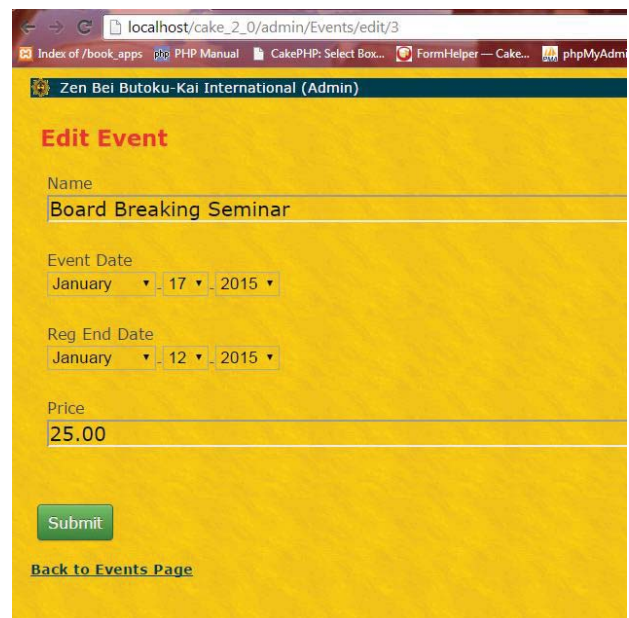 localhost/cake_2_0/admin/Events/edit/3
Index of /book_apps php PHP Manual CakePHP: Select Box... FormHelper — Cake... phpMyAdmi
Zen Bei Butoku-Kai International (Admin)
Edit Event
Name
Board Breaking Seminar
Event Date
January - 17 - 2015
Reg End Date
January - 12 - 2015
Price
25.00
Submit
Back to Events Page